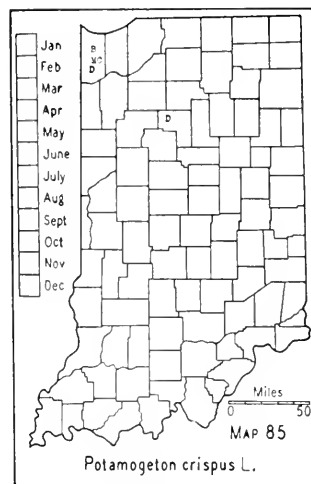 Jan
Feb
Mar
Apr
May
June
July
Aug
Sept
Oct
Nov
Dec
B
D
D
Miles
0 50
MAP 85
Potamogeton crispus L.